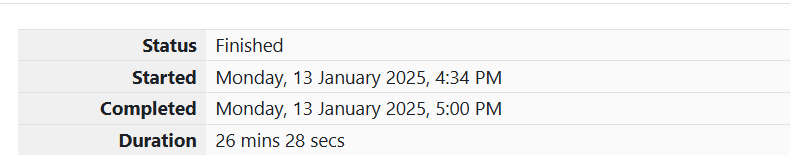 Status Finished
Started Monday, 13 January 2025, 4:34 PM
Completed Monday, 13 January 2025, 5:00 PM
Duration 26 mins 28 secs